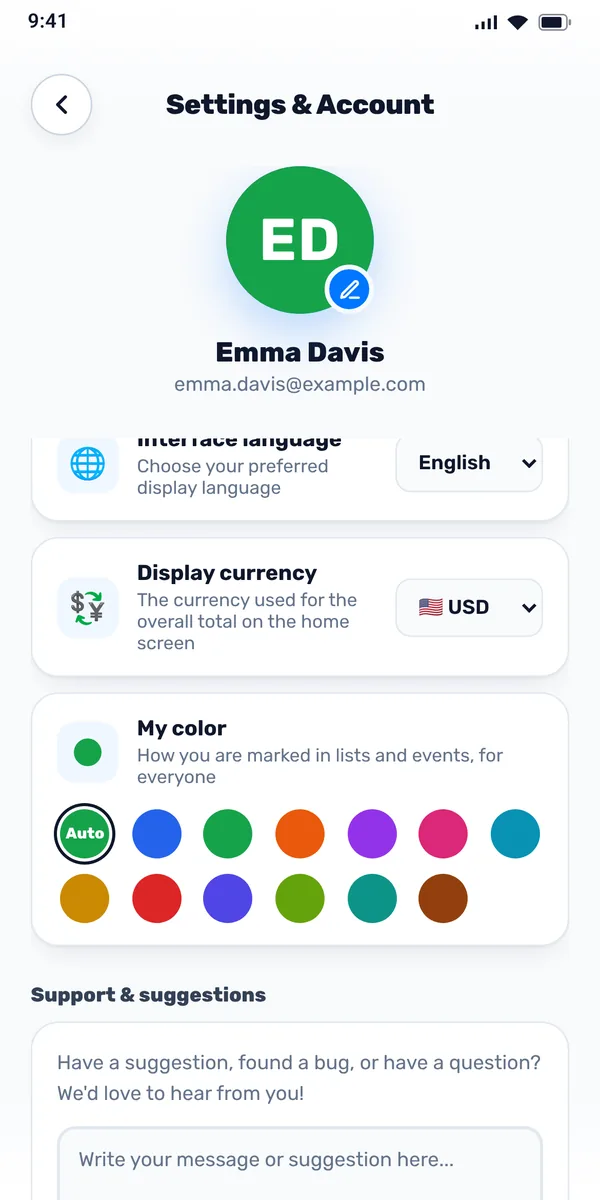 9:41
Settings & Account
ED
Emma Davis
emma.davis@example.com
Interface language
Choose your preferred
display language
English
Display currency
The currency used for the
overall total on the home
screen
🇺🇸 USD
My color
How you are marked in lists and events, for
everyone
Auto
Support & suggestions
Have a suggestion, found a bug, or have a question?
We'd love to hear from you!
Write your message or suggestion here...